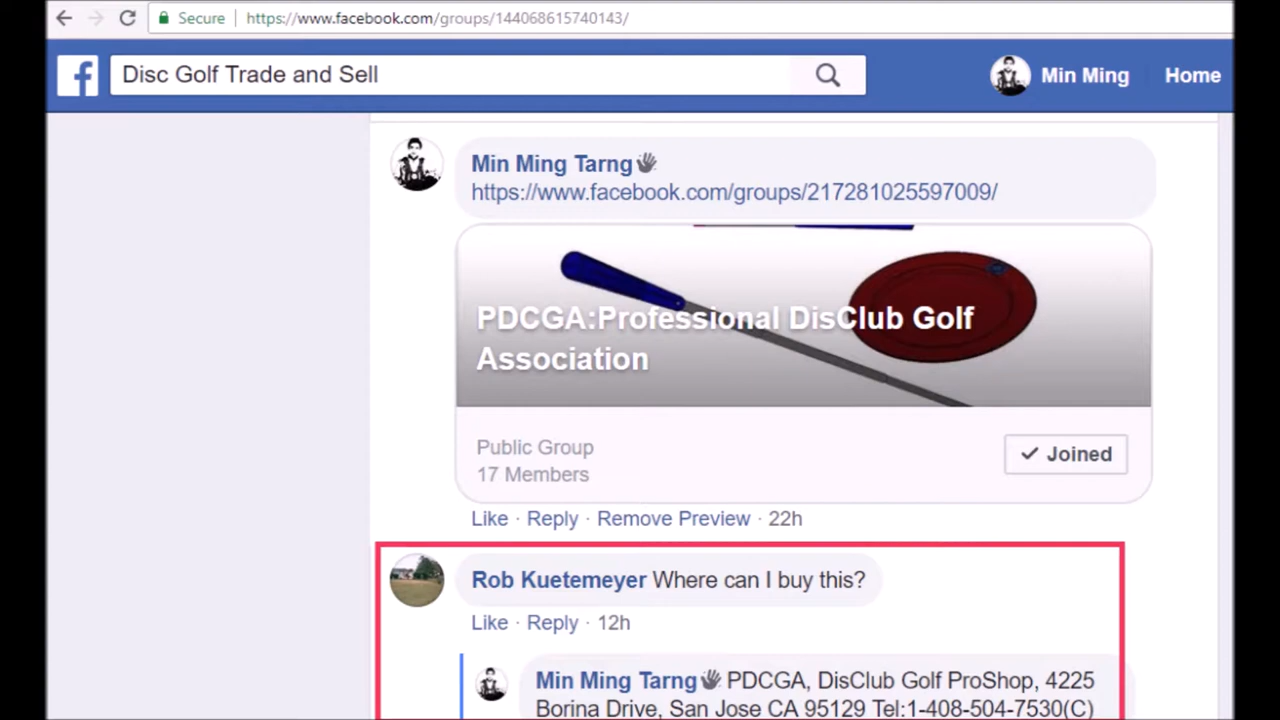 Secure https://www.facebook.com/groups/144068615740143/
Disc Golf Trade and Sell
Min Ming Home
Min Ming Tarng
https://www.facebook.com/groups/217281025597009/
PDCGA:Professional DisClub Golf
Association
Public Group
17 Members
Joined
Like · Reply · Remove Preview · 22h
Rob Kuetemeyer Where can I buy this?
Like · Reply · 12h
Min Ming Tarng PDCGA, DisClub Golf ProShop, 4225
Borina Drive, San Jose CA 95129 Tel:1-408-504-7530(C)